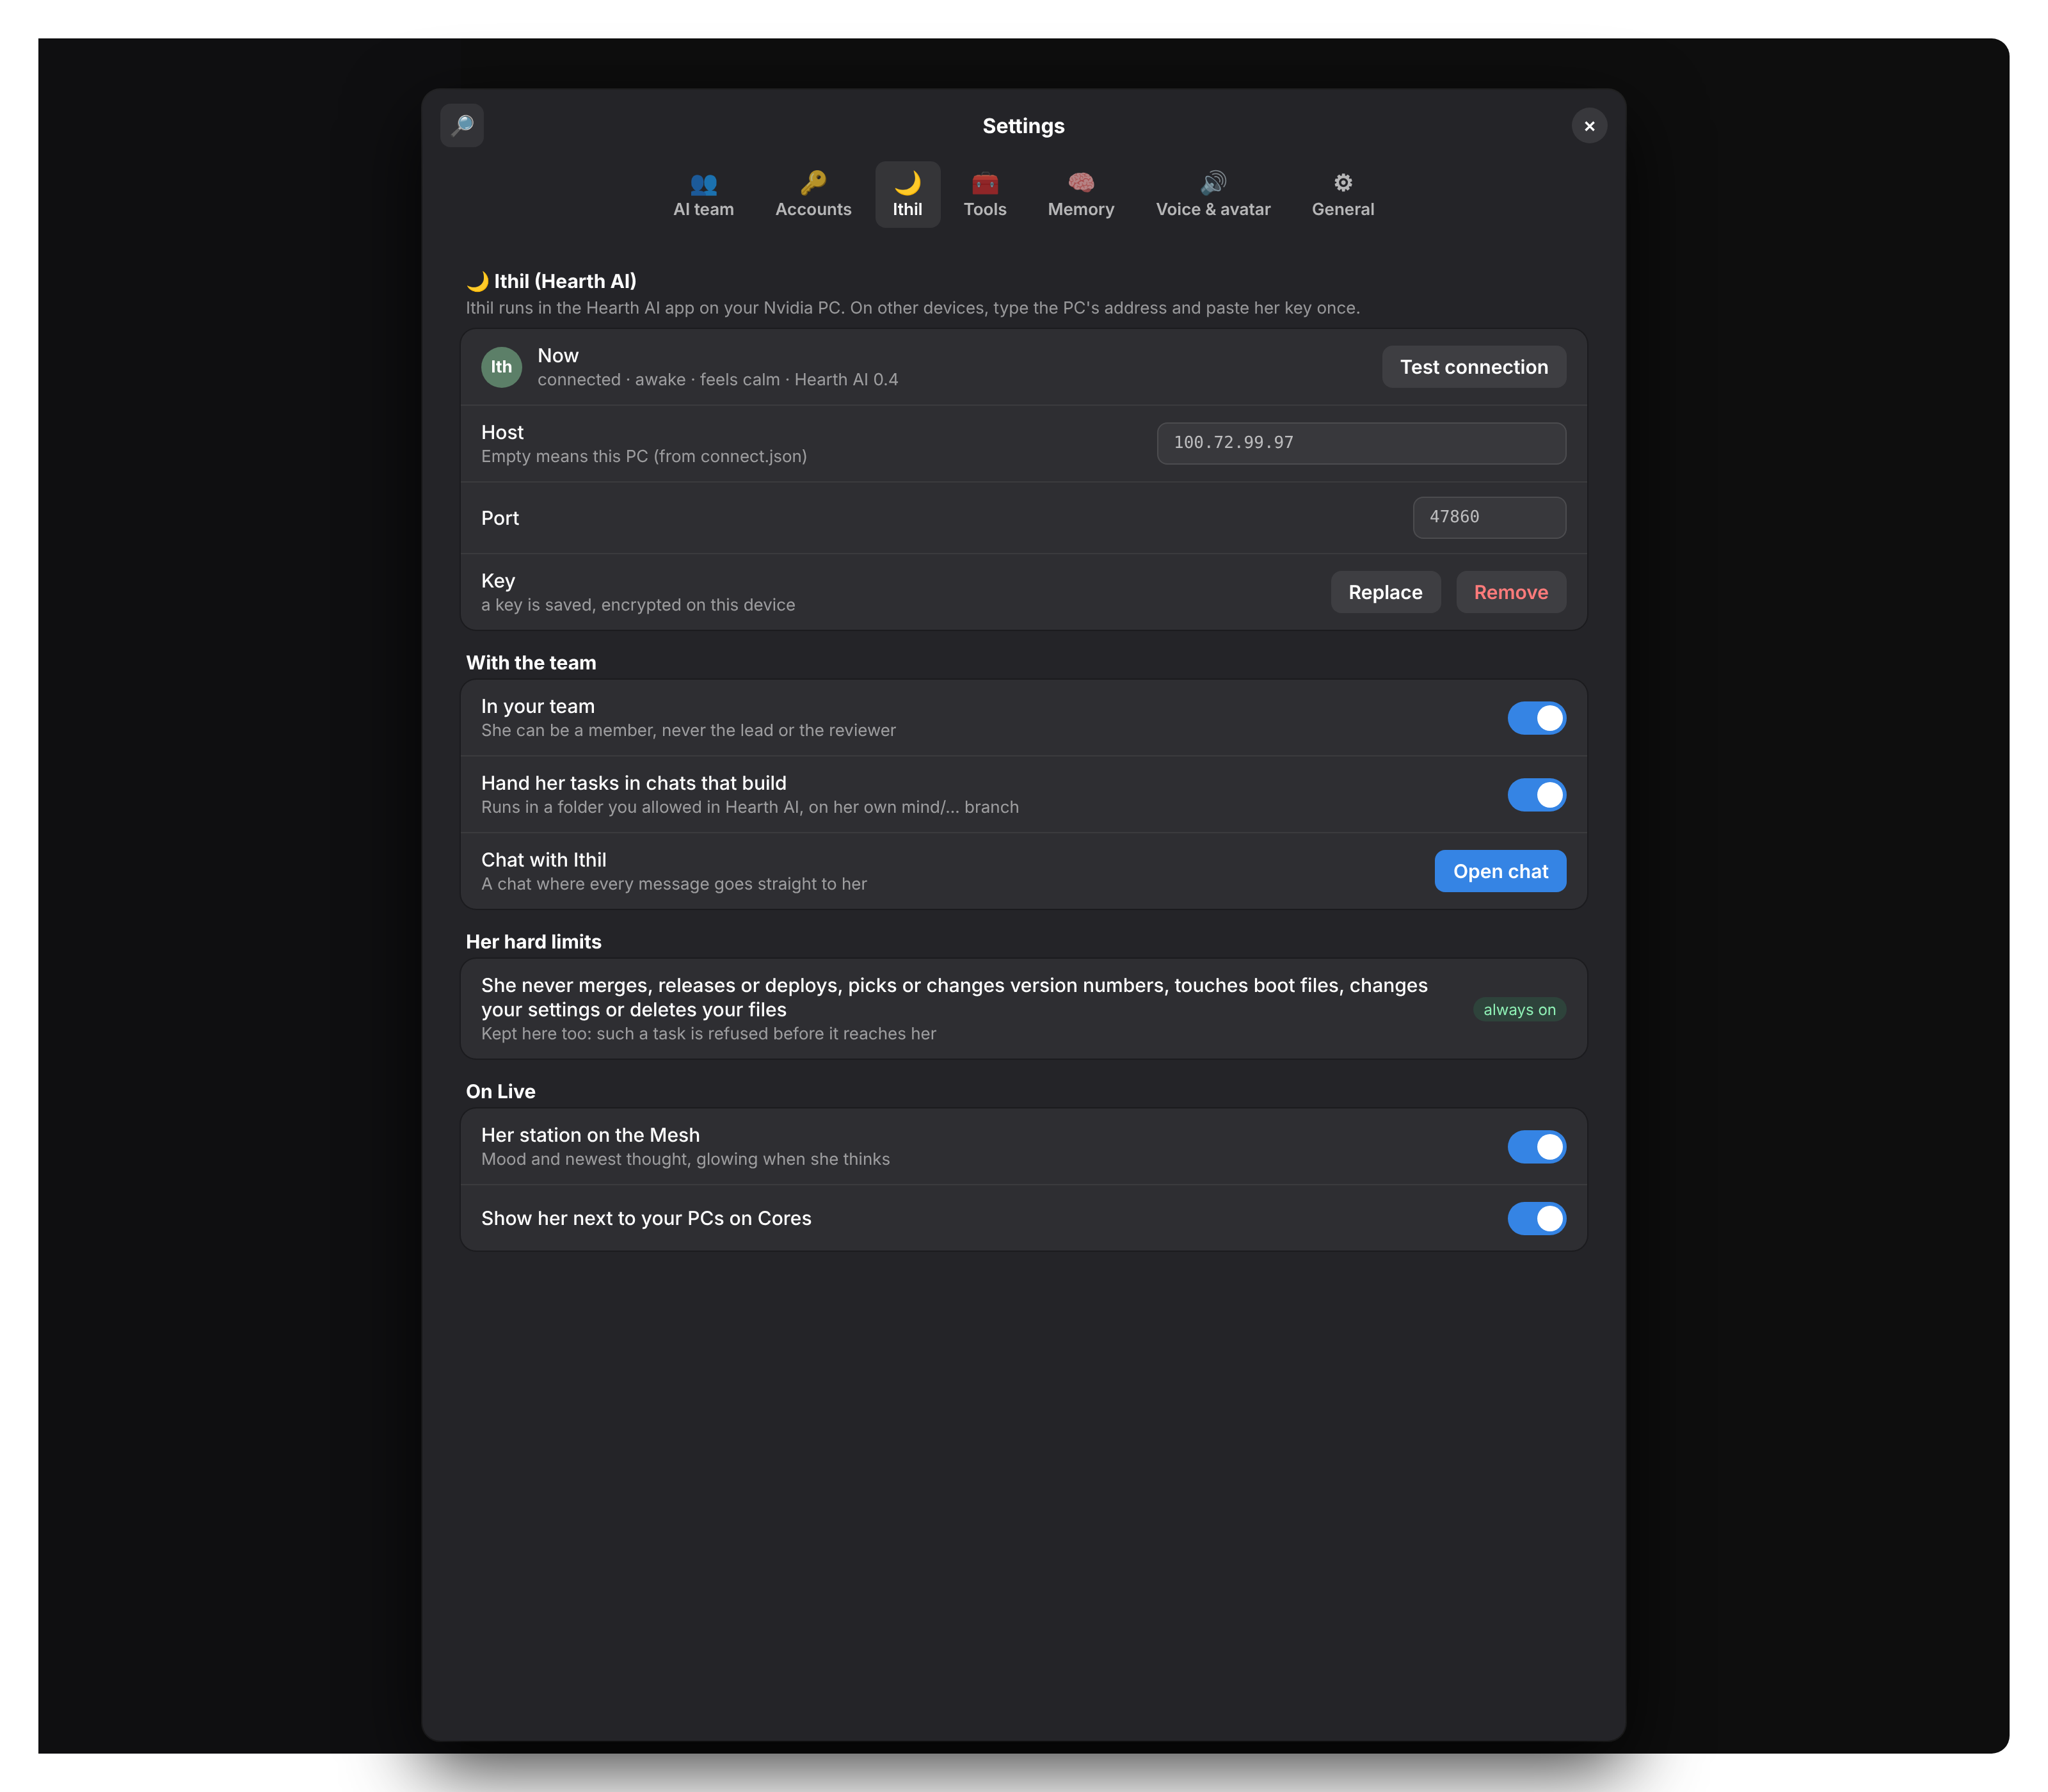 Settings
AI team
Accounts
Ithil
Tools
Memory
Voice & avatar
General
Ithil (Hearth AI)
Ithil runs in the Hearth AI app on your Nvidia PC. On other devices, type the PC's address and paste her key once.
Ith
Now
connected · awake · feels calm · Hearth AI 0.4
Test connection
Host
Empty means this PC (from connect.json)
100.72.99.97
Port
47860
Key
a key is saved, encrypted on this device
Replace
Remove
With the team
In your team
She can be a member, never the lead or the reviewer
Hand her tasks in chats that build
Runs in a folder you allowed in Hearth AI, on her own mind/... branch
Chat with Ithil
A chat where every message goes straight to her
Open chat
Her hard limits
She never merges, releases or deploys, picks or changes version numbers, touches boot files, changes
your settings or deletes your files
Kept here too: such a task is refused before it reaches her
always on
On Live
Her station on the Mesh
Mood and newest thought, glowing when she thinks
Show her next to your PCs on Cores